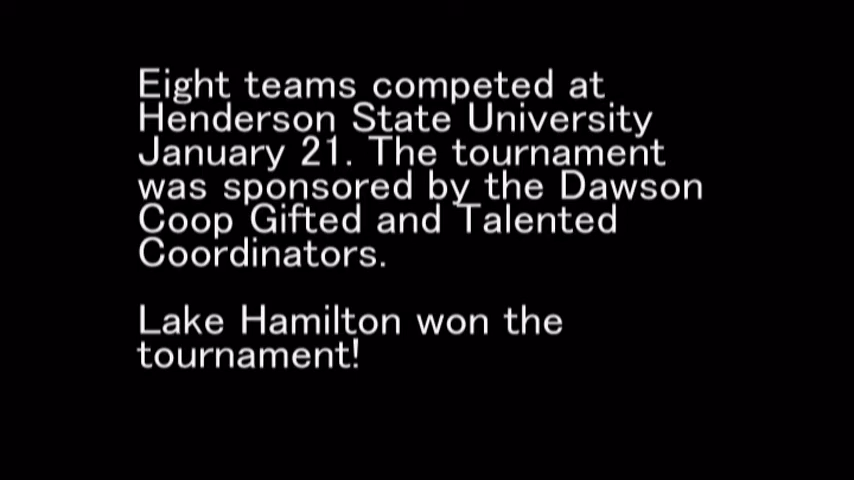 Eight teams competed at
Henderson State University
January 21. The tournament
was sponsored by the Dawson
Coop Gifted and Talented
Coordinators.
Lake Hamilton won the
tournament!